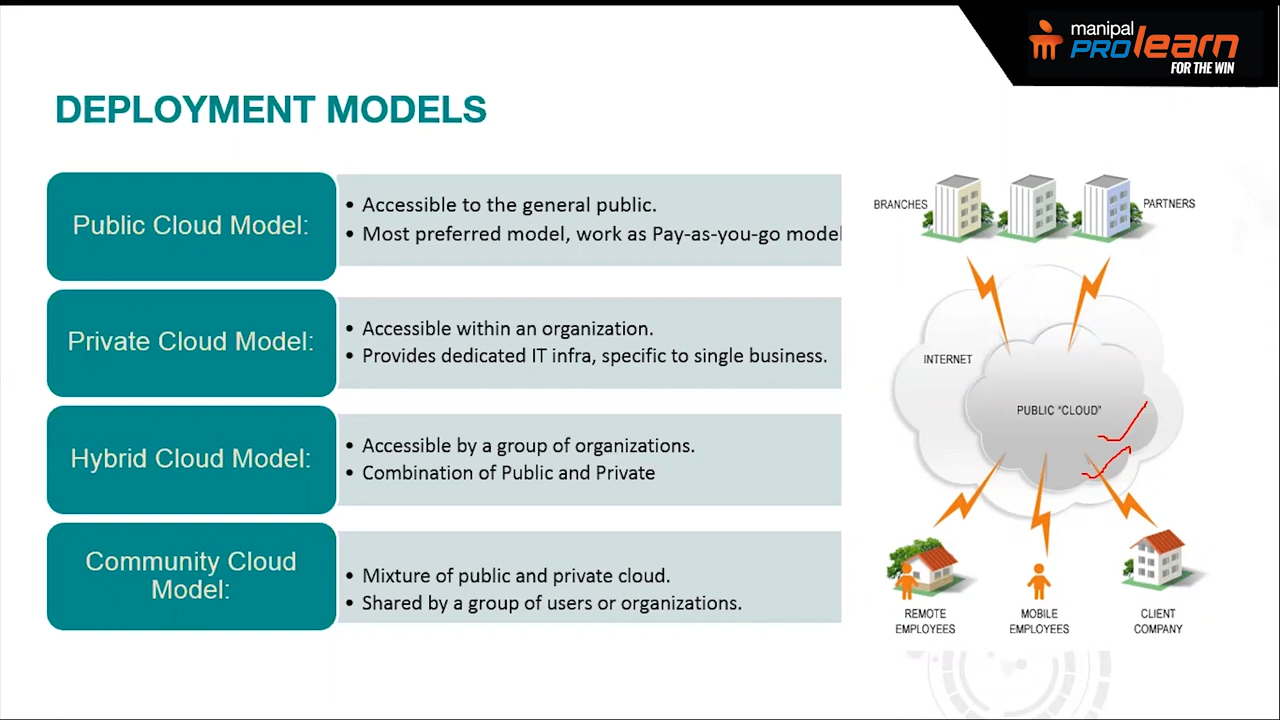 manipal
PROlearn
FOR THE WIN
DEPLOYMENT MODELS
Public Cloud Model:
• Accessible to the general public.
• Most preferred model, work as Pay-as-you-go model
Private Cloud Model:
• Accessible within an organization.
• Provides dedicated IT infra, specific to single business.
Hybrid Cloud Model:
• Accessible by a group of organizations.
• Combination of Public and Private
Community Cloud
Model:
• Mixture of public and private cloud.
• Shared by a group of users or organizations.
BRANCHES
PARTNERS
INTERNET
PUBLIC “CLOUD”
REMOTE
EMPLOYEES
MOBILE
EMPLOYEES
CLIENT
COMPANY